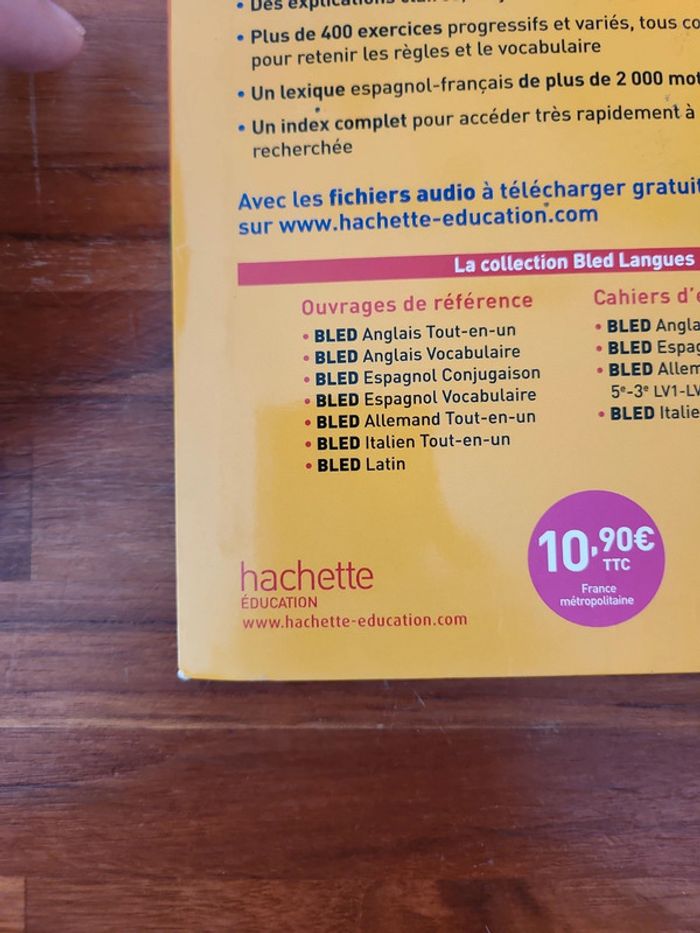 • Des explications
• Plus de 400 exercices progressifs et variés, tous co
pour retenir les règles et le vocabulaire
• Un lexique espagnol-français de plus de 2 000 mot
• Un index complet pour accéder très rapidement à
recherchée
Avec les fichiers audio à télécharger gratuit
sur www.hachette-education.com
La collection Bled Langues
Ouvrages de référence
• BLED Anglais Tout-en-un
• BLED Anglais Vocabulaire
• BLED Espagnol Conjugaison
• BLED Espagnol Vocabulaire
• BLED Allemand Tout-en-un
• BLED Italien Tout-en-un
• BLED Latin
Cahiers d'e
• BLED Angla
• BLED Espag
• BLED Allem
5e-3e LV1-LV
• BLED Italie
10,90€
TTC
France
métropolitaine
hachette
ÉDUCATION
www.hachette-education.com